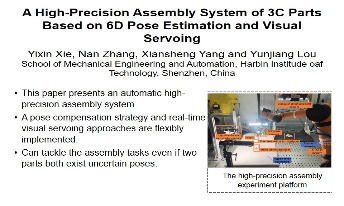 A High-Precision Assembly System of 3C Parts
Based on 6D Pose Estimation and Visual
Servoing
Yixin Xie, Nan Zhang, Xiansheng Yang and Yunjiang Lou
School of Mechanical Engineering and Automation, Harbin Institude oaf
Technology, Shenzhen, China
• This paper presents an automatic high-
precision assembly system
• A pose compensation strategy and real-time
visual servoing approaches are flexibly
implemented.
• Can tackle the assembly tasks even if two
parts both exist uncertain poses.
The high-precision assembly
experiment platform